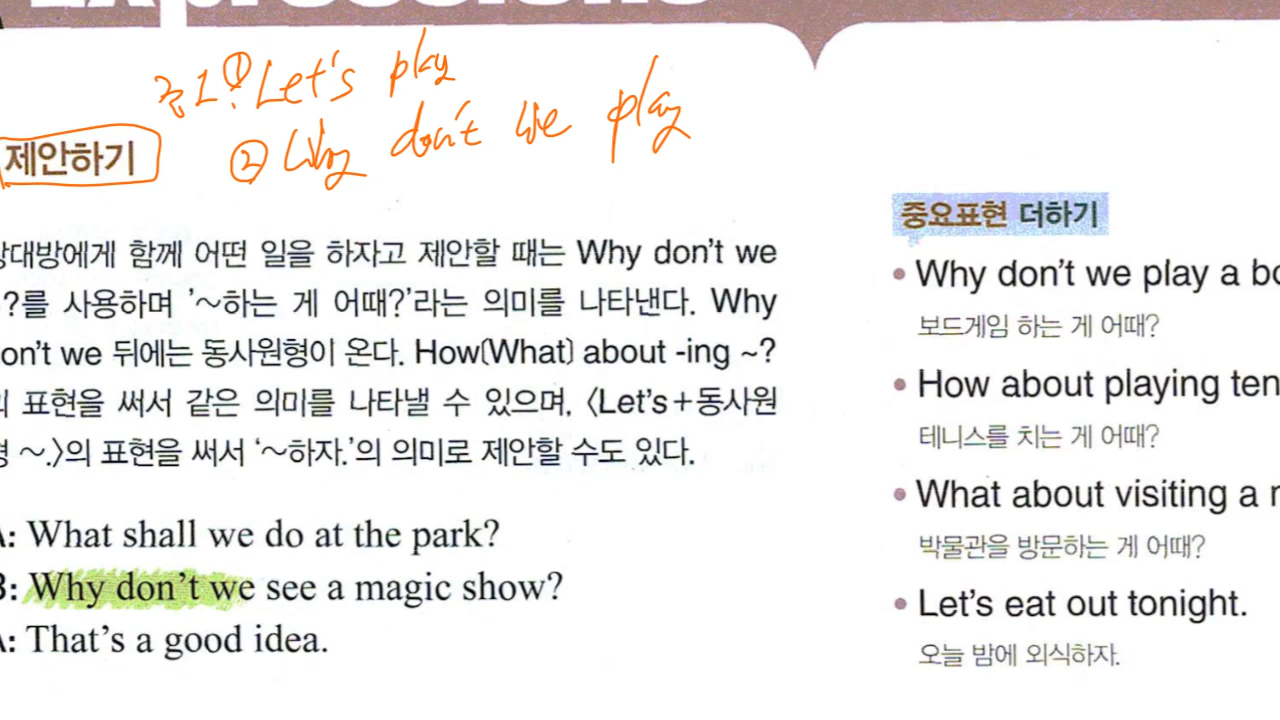 Expressions
중1 ① Let's play
② Why don't we play
제안하기
상대방에게 함께 어떤 일을 하자고 제안할 때는 Why don't we
~?를 사용하며 '~하는 게 어때?'라는 의미를 나타낸다. Why
don't we 뒤에는 동사원형이 온다. How(What) about -ing ~?
의 표현을 써서 같은 의미를 나타낼 수 있으며, 〈Let's+동사원
형 ~.〉의 표현을 써서 '~하자.'의 의미로 제안할 수도 있다.
A: What shall we do at the park?
B: Why don't we see a magic show?
A: That's a good idea.
중요표현 더하기
• Why don't we play a bo
보드게임 하는 게 어때?
• How about playing ten
테니스를 치는 게 어때?
• What about visiting a
박물관을 방문하는 게 어때?
• Let's eat out tonight.
오늘 밤에 외식하자.